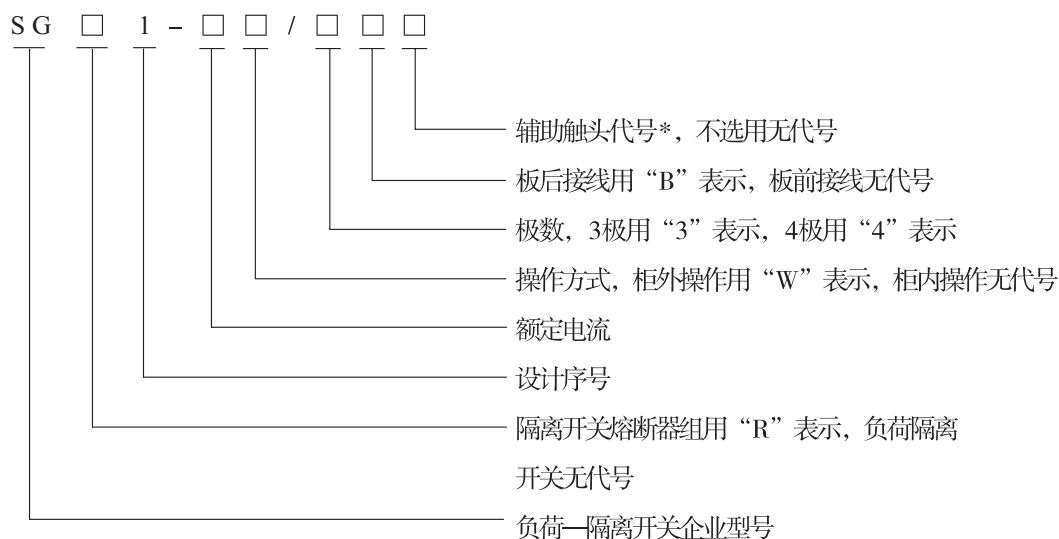 SG □ 1 - □ □ / □ □ □
辅助触头代号*，不选用无代号
板后接线用“B”表示，板前接线无代号
极数，3极用“3”表示，4极用“4”表示
操作方式，柜外操作用“W”表示，柜内操作无代号
额定电流
设计序号
隔离开关熔断器组用“R”表示，负荷隔离
开关无代号
负荷—隔离开关企业型号